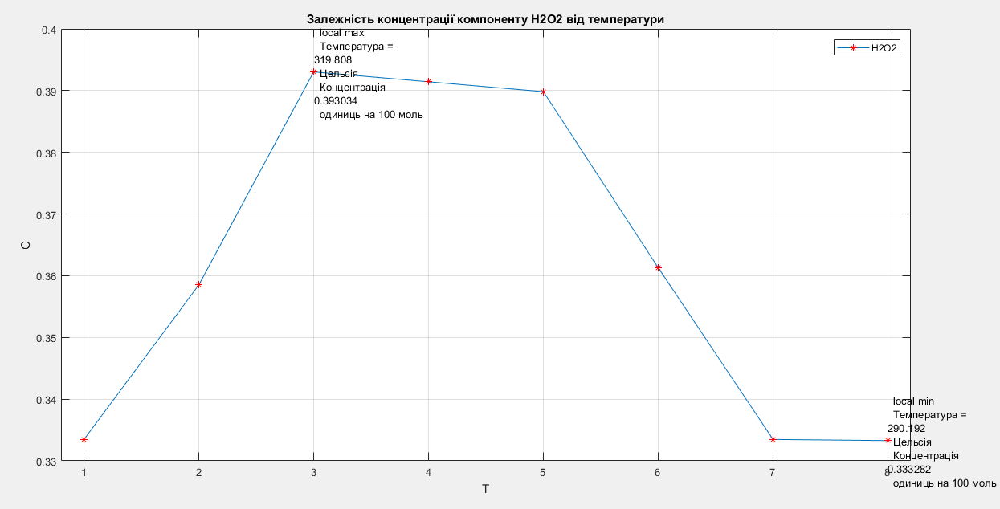 Залежність концентрації компоненту H2O2 від температури
0.4
0.39
0.38
0.37
0.36
0.35
0.34
0.33
C
local max
Температура =
319.808
Цельсія
Концентрація
0.393034
одиниць на 100 моль
H2O2
local min
Температура =
290.192
Цельсія
Концентрація
0.333282
одиниць на 100 моль
1 2 3 4 5 6 7 8
T